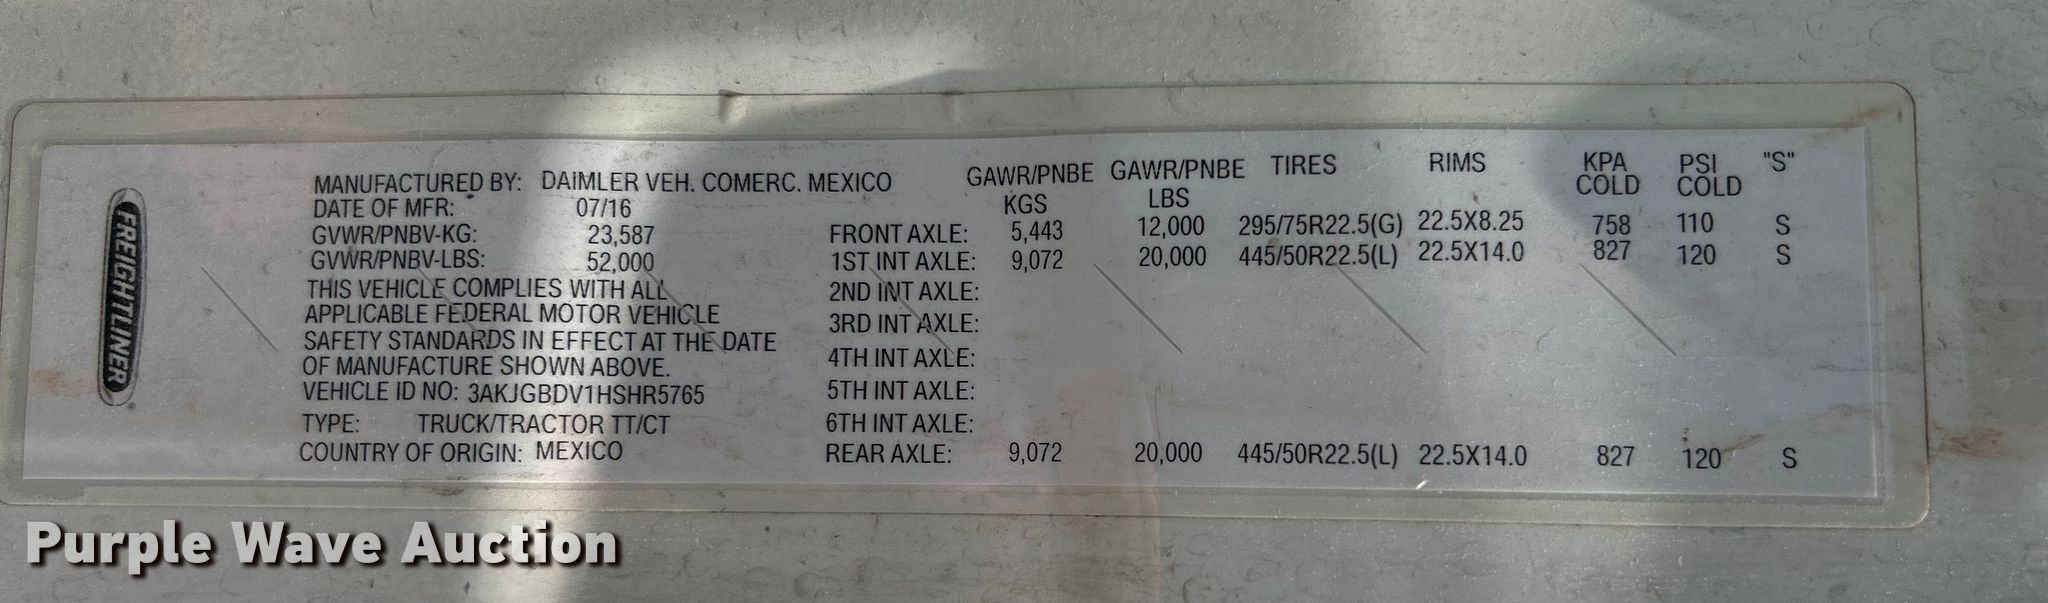 FREIGHTLINER
MANUFACTURED BY: DAIMLER VEH. COMERC. MEXICO
DATE OF MFR: 07/16
GVWR/PNBV-KG: 23,587
GVWR/PNBV-LBS: 52,000
THIS VEHICLE COMPLIES WITH ALL
APPLICABLE FEDERAL MOTOR VEHICLE
SAFETY STANDARDS IN EFFECT AT THE DATE
OF MANUFACTURE SHOWN ABOVE.
VEHICLE ID NO: 3AKJGBDV1HSHR5765
TYPE: TRUCK/TRACTOR TT/CT
COUNTRY OF ORIGIN: MEXICO
GAWR/PNBE KGS GAWR/PNBE LBS TIRES RIMS KPA COLD PSI COLD "S"
FRONT AXLE: 5,443 12,000 295/75R22.5(G) 22.5X8.25 758 110 S
1ST INT AXLE: 9,072 20,000 445/50R22.5(L) 22.5X14.0 827 120 S
2ND INT AXLE:
3RD INT AXLE:
4TH INT AXLE:
5TH INT AXLE:
6TH INT AXLE:
REAR AXLE: 9,072 20,000 445/50R22.5(L) 22.5X14.0 827 120 S
Purple Wave Auction